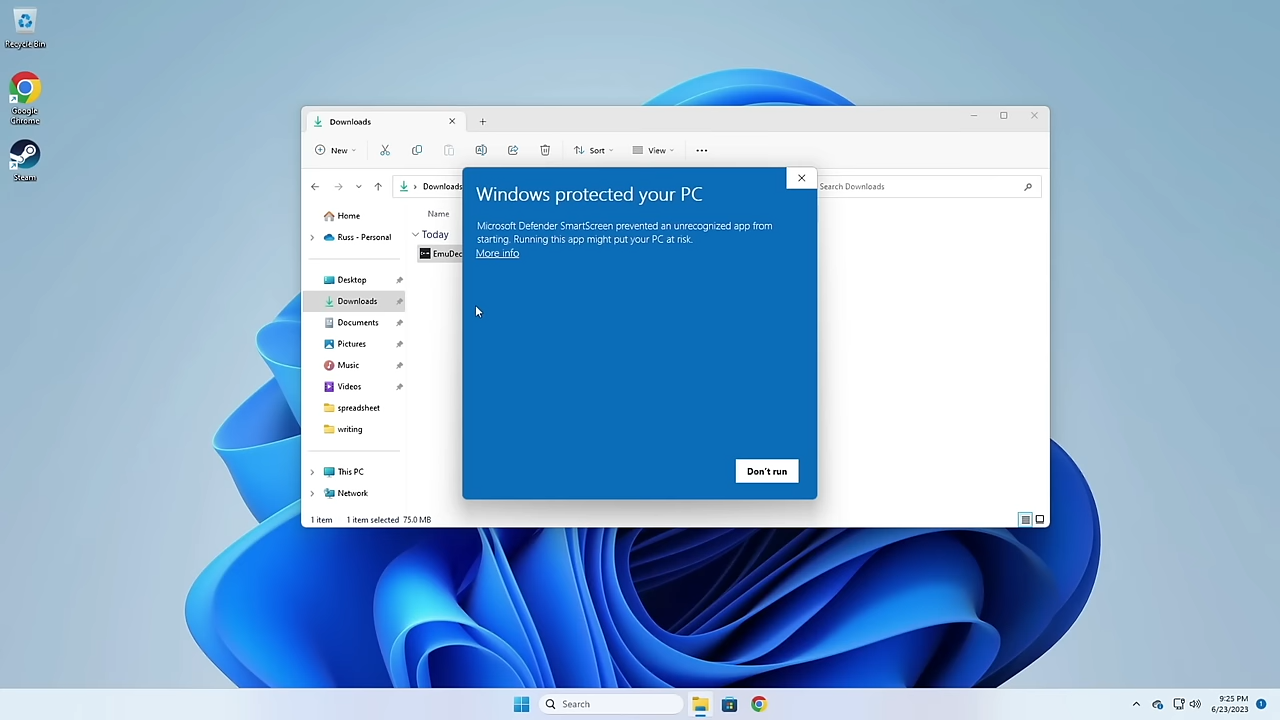 Recycle Bin
Google
Chrome
Steam
Downloads
New
Sort
View
Downloads
Search Downloads
Home
Russ - Personal
Desktop
Downloads
Documents
Pictures
Music
Videos
spreadsheet
writing
This PC
Network
Name
Today
EmuDec
Windows protected your PC
Microsoft Defender SmartScreen prevented an unrecognized app from
starting. Running this app might put your PC at risk.
More info
Don't run
1 item 1 item selected 75.0 MB
Search
9:25 PM
6/23/2023
1